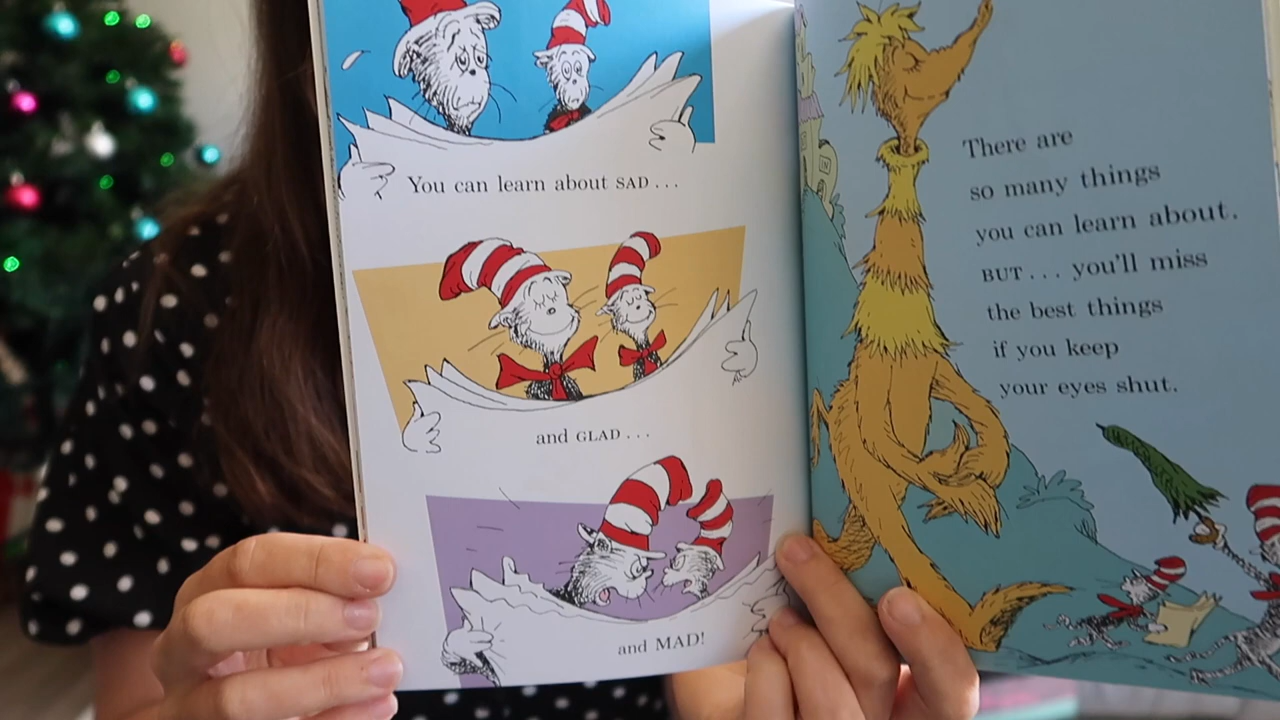 You can learn about SAD...
and GLAD...
and MAD!
There are
so many things
you can learn about.
BUT... you'll miss
the best things
if you keep
your eyes shut.